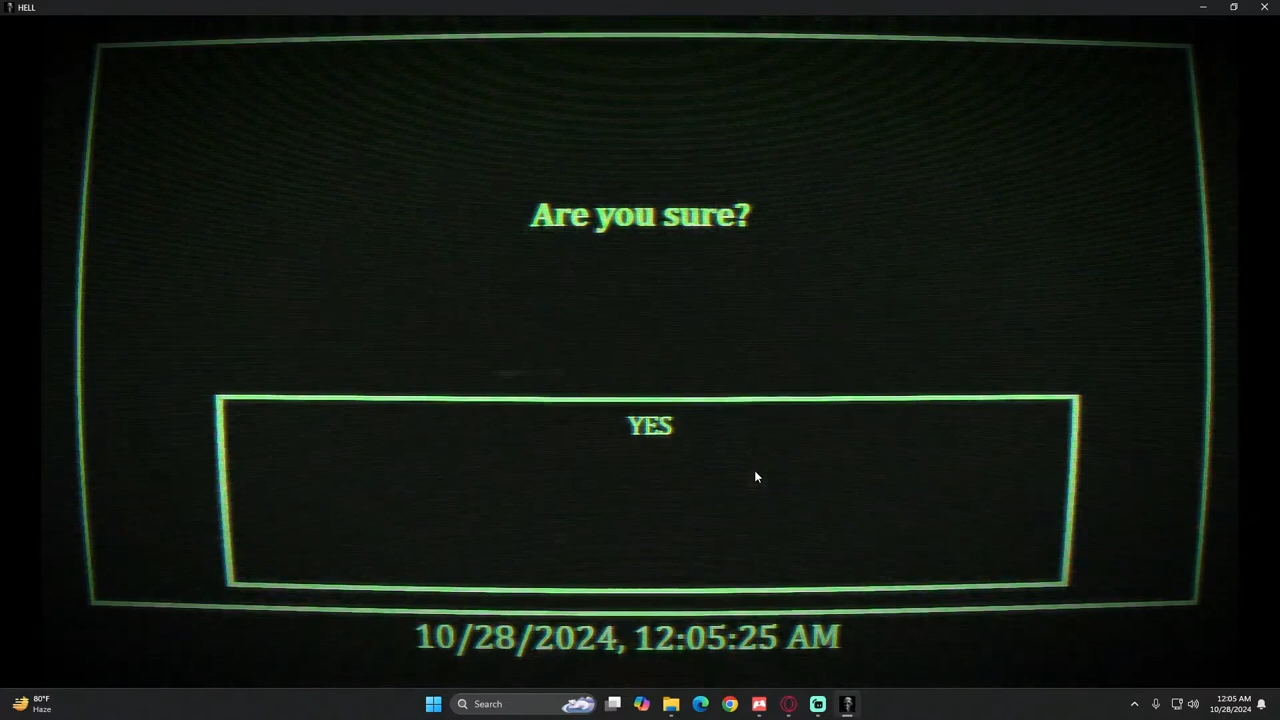 HELL
Are you sure?
YES
10/28/2024, 12:05:25 AM
80°F
Haze
Search
12:05 AM
10/28/2024